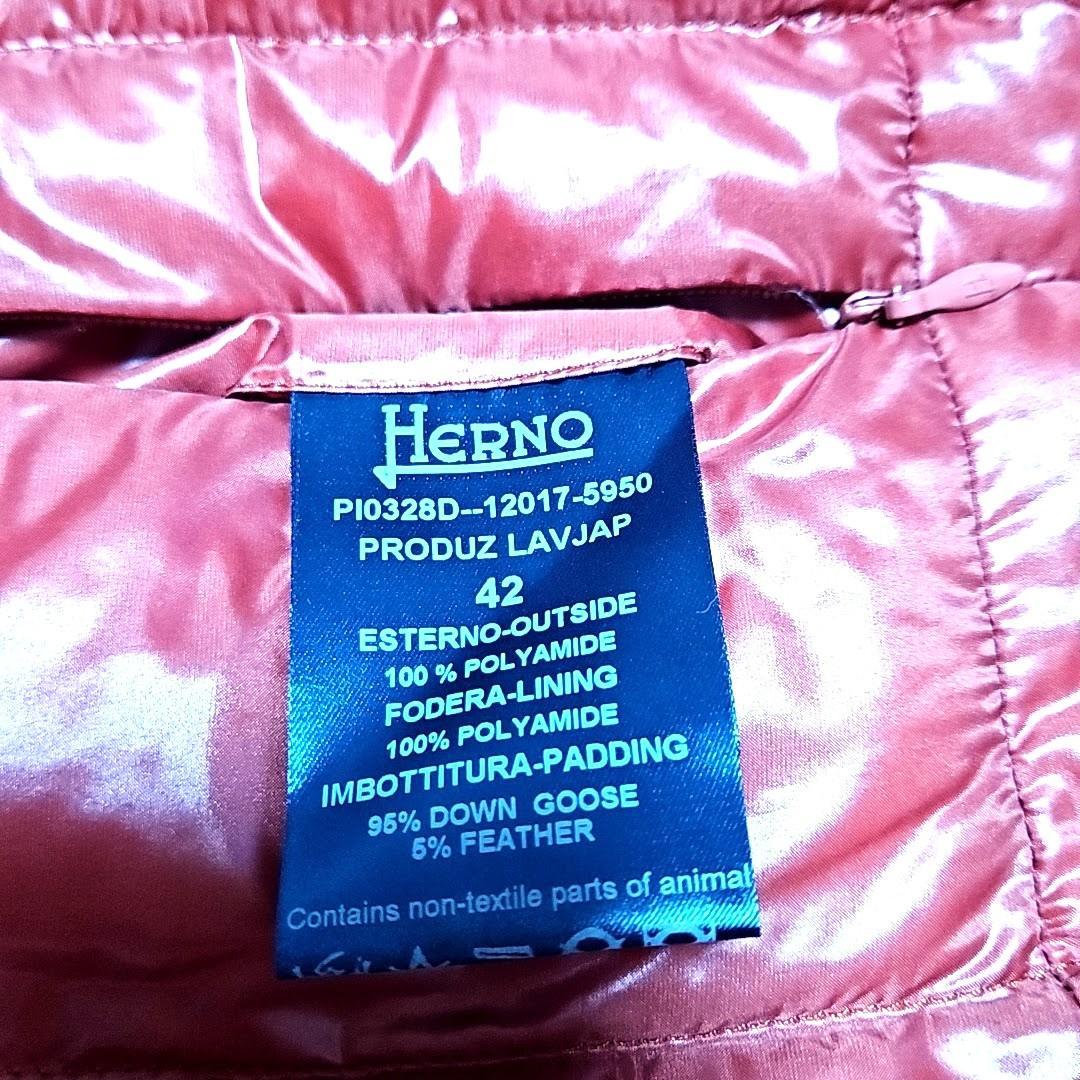 HERNO
PI0328D--12017-5950
PRODUZ LAVJAP
42
ESTERNO-OUTSIDE
100 % POLYAMIDE
FODERA-LINING
100% POLYAMIDE
IMBOTTITURA-PADDING
95% DOWN GOOSE
5% FEATHER
Contains non-textile parts of animal